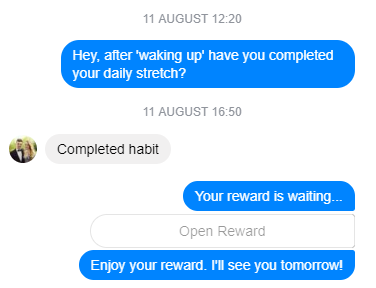 11 AUGUST 12:20
Hey, after 'waking up' have you completed
your daily stretch?
11 AUGUST 16:50
Completed habit
Your reward is waiting...
Open Reward
Enjoy your reward. I'll see you tomorrow!